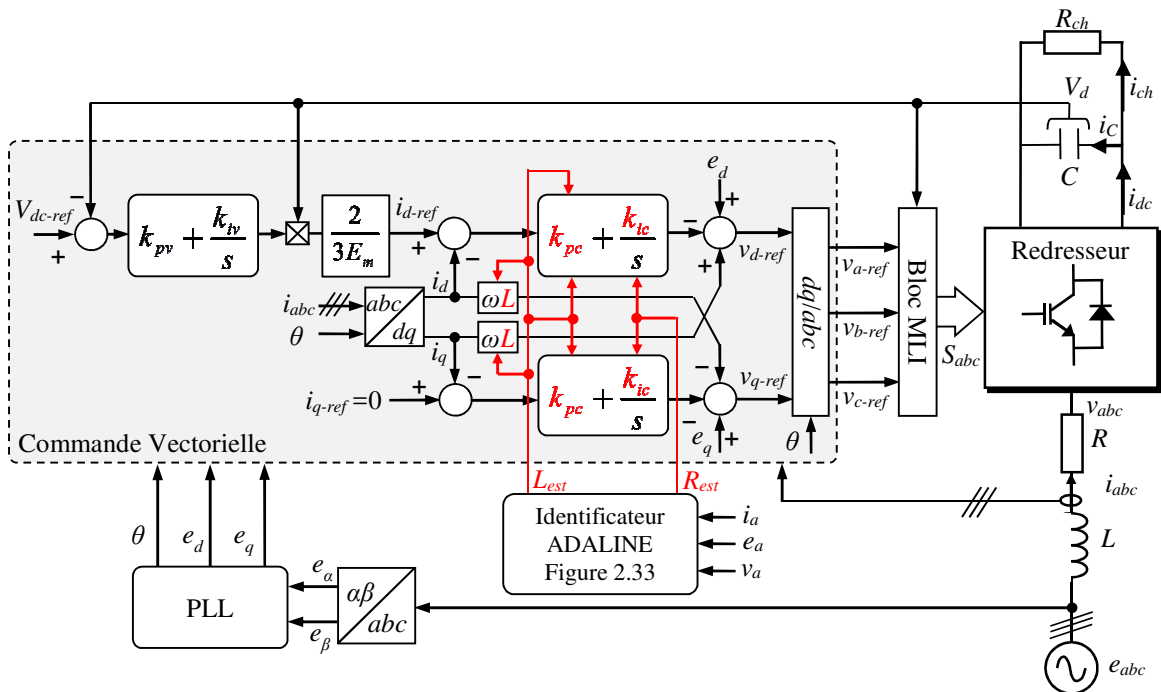 R_ch
V_d
i_ch
i_C
C
i_dc
V_dc-ref
k_pv + k_iv/s
2/3E_m
i_d-ref
k_pc + k_ic/s
e_d
v_d-ref
i_abc
θ
abc/dq
i_d
i_q
ωL
ωL
i_q-ref =0
k_pc + k_ic/s
v_q-ref
e_q
θ
dq/abc
v_a-ref
v_b-ref
v_c-ref
Bloc MLI
S_abc
Redresseur
v_abc
R
i_abc
L
e_abc
Commande Vectorielle
L_est
R_est
Identificateur
ADALINE
Figure 2.33
i_a
e_a
v_a
θ
e_d
e_q
PLL
e_α
e_β
αβ/abc